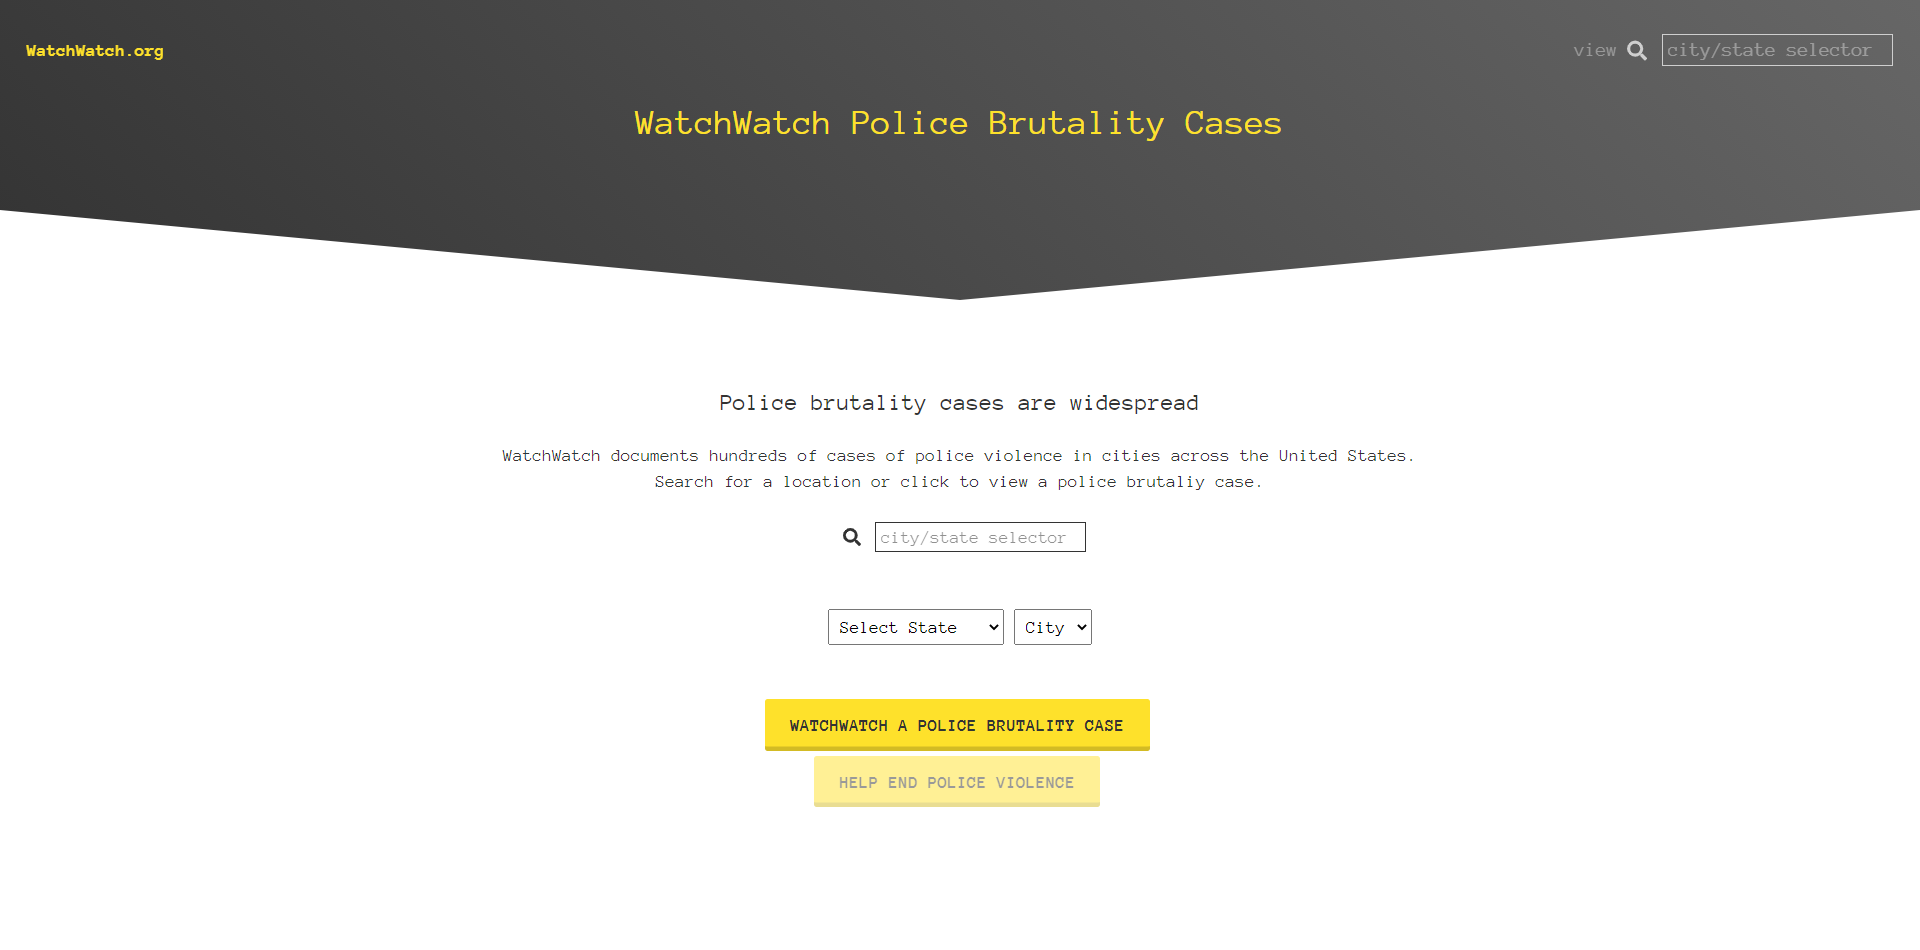 WatchWatch.org
view
city/state selector
WatchWatch Police Brutality Cases
Police brutality cases are widespread
WatchWatch documents hundreds of cases of police violence in cities across the United States.
Search for a location or click to view a police brutaliy case.
city/state selector
Select State
City
WATCHWATCH A POLICE BRUTALITY CASE
HELP END POLICE VIOLENCE